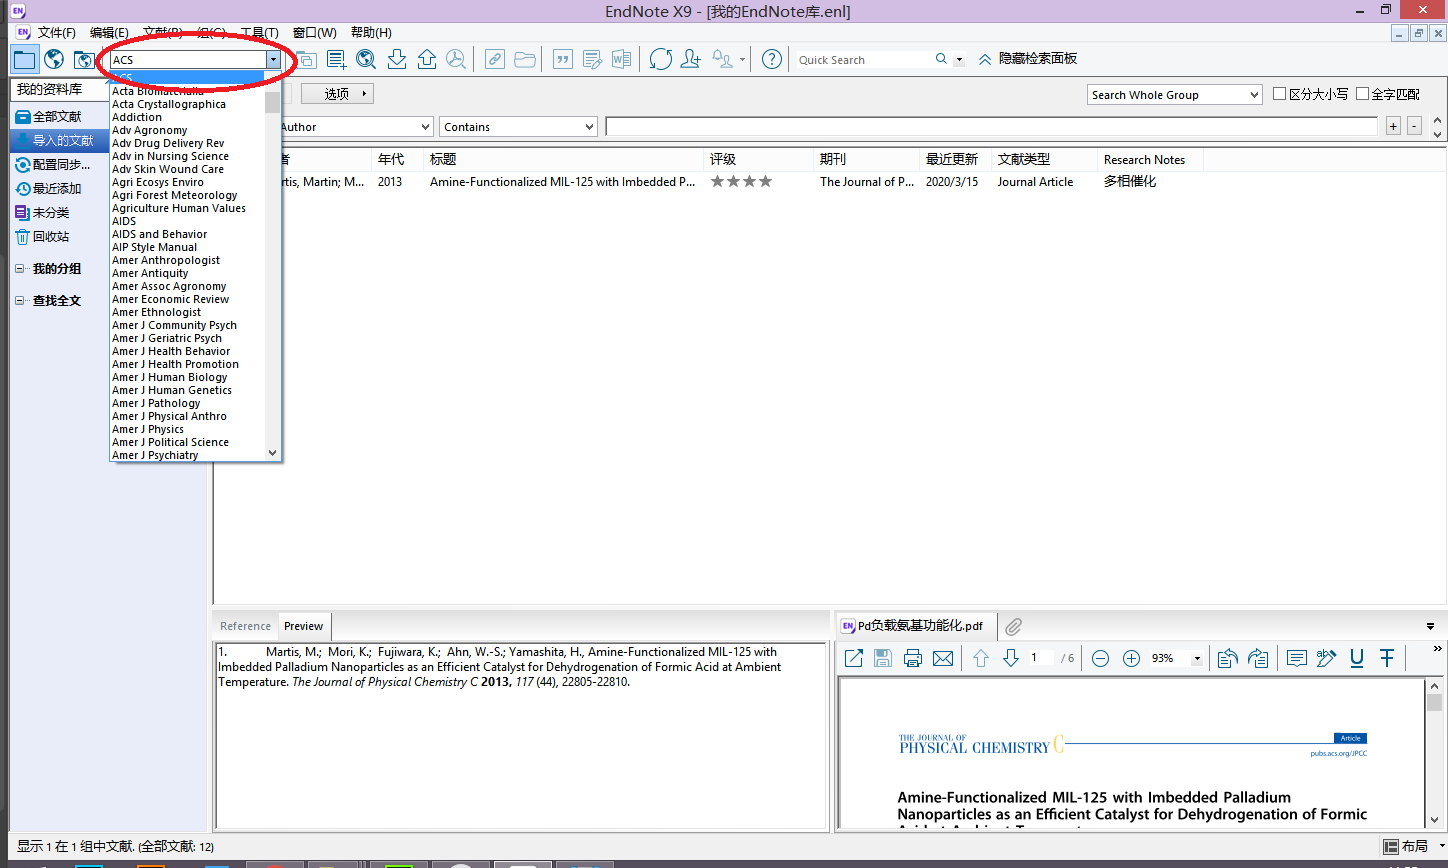 EndNote X9 - [我的EndNote库.enl]
文件(F) 编辑(E) 文献(R) 组(G) 工具(T) 窗口(W) 帮助(H)
ACS
Quick Search
隐藏检索面板
ACS
我的资料库
选项
Search Whole Group
区分大小写
全字匹配
Author
Contains
+ -
全部文献
导入的文献
配置同步...
最近添加
未分类
回收站
我的分组
查找全文
Acta Biomaterialia
Acta Crystallographica
Addiction
Adv Agronomy
Adv Drug Delivery Rev
Adv in Nursing Science
Adv Skin Wound Care
Agri Ecosys Enviro
Agri Forest Meteorology
Agriculture Human Values
AIDS
AIDS and Behavior
AIP Style Manual
Amer Anthropologist
Amer Antiquity
Amer Assoc Agronomy
Amer Economic Review
Amer Ethnologist
Amer J Community Psych
Amer J Geriatric Psych
Amer J Health Behavior
Amer J Health Promotion
Amer J Human Biology
Amer J Human Genetics
Amer J Pathology
Amer J Physical Anthro
Amer J Physics
Amer J Political Science
Amer J Psychiatry
者 年代 标题 评级 期刊 最近更新 文献类型 Research Notes
rtis, Martin; M... 2013 Amine-Functionalized MIL-125 with Imbedded P... The Journal of P... 2020/3/15 Journal Article 多相催化
Reference Preview
1. Martis, M.; Mori, K.; Fujiwara, K.; Ahn, W.-S.; Yamashita, H., Amine-Functionalized MIL-125 with
Imbedded Palladium Nanoparticles as an Efficient Catalyst for Dehydrogenation of Formic Acid at Ambient
Temperature. The Journal of Physical Chemistry C 2013, 117 (44), 22805-22810.
EN Pd负载氨基功能化.pdf
1 / 6 93%
THE JOURNAL OF
PHYSICAL CHEMISTRY C
Article
pubs.acs.org/JPCC
Amine-Functionalized MIL-125 with Imbedded Palladium
Nanoparticles as an Efficient Catalyst for Dehydrogenation of Formic
显示 1 在 1 组中文献. (全部文献: 12)
布局